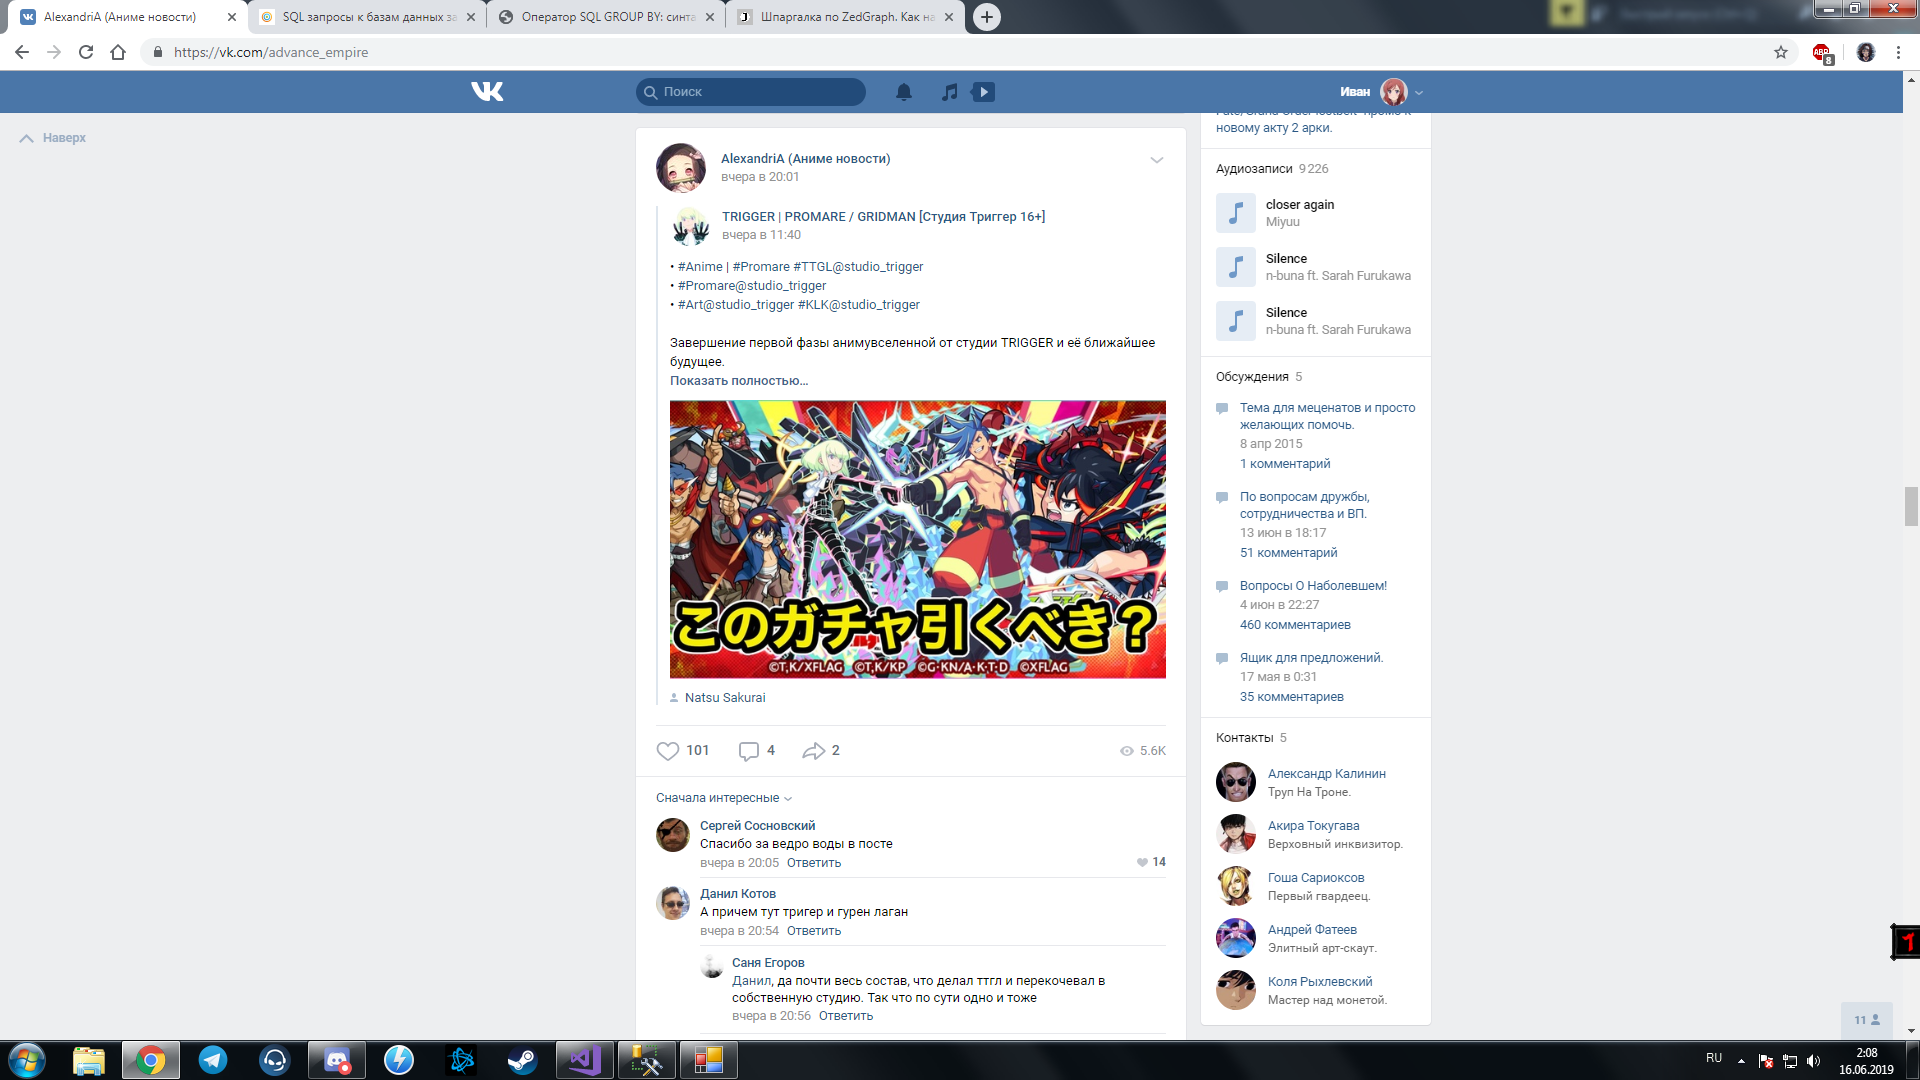 AlexandriA (Аниме новости)
SQL запросы к базам данных за
Оператор SQL GROUP BY: синта
Шпаргалка по ZedGraph. Как на
https://vk.com/advance_empire
ABP
8
Поиск
Иван
Наверх
AlexandriA (Аниме новости)
вчера в 20:01
TRIGGER | PROMARE / GRIDMAN [Студия Триггер 16+]
вчера в 11:40
• #Anime | #Promare #TTGL@studio_trigger
• #Promare@studio_trigger
• #Art@studio_trigger #KLK@studio_trigger
Завершение первой фазы анимувселенной от студии TRIGGER и её ближайшее
будущее.
Показать полностью…
このガチャ引くべき？
©T,K/XFLAG ©T,K/KP ©G·KN/A·K·T·D ©XFLAG
Natsu Sakurai
101
4
2
5.6K
Сначала интересные
Сергей Сосновский
Спасибо за ведро воды в посте
вчера в 20:05 Ответить
14
Данил Котов
А причем тут тригер и гурен лаган
вчера в 20:54 Ответить
Саня Егоров
Данил, да почти весь состав, что делал ттгл и перекочевал в
собственную студию. Так что по сути одно и тоже
вчера в 20:56 Ответить
новому акту 2 арки.
Аудиозаписи 9 226
closer again
Miyuu
Silence
n-buna ft. Sarah Furukawa
Silence
n-buna ft. Sarah Furukawa
Обсуждения 5
Тема для меценатов и просто
желающих помочь.
8 апр 2015
1 комментарий
По вопросам дружбы,
сотрудничества и ВП.
13 июн в 18:17
51 комментарий
Вопросы О Наболевшем!
4 июн в 22:27
460 комментариев
Ящик для предложений.
17 мая в 0:31
35 комментариев
Контакты 5
Александр Калинин
Труп На Троне.
Акира Токугава
Верховный инквизитор.
Гоша Сариоксов
Первый гвардеец.
Андрей Фатеев
Элитный арт-скаут.
Коля Рыхлевский
Мастер над монетой.
11
RU
2:08
16.06.2019